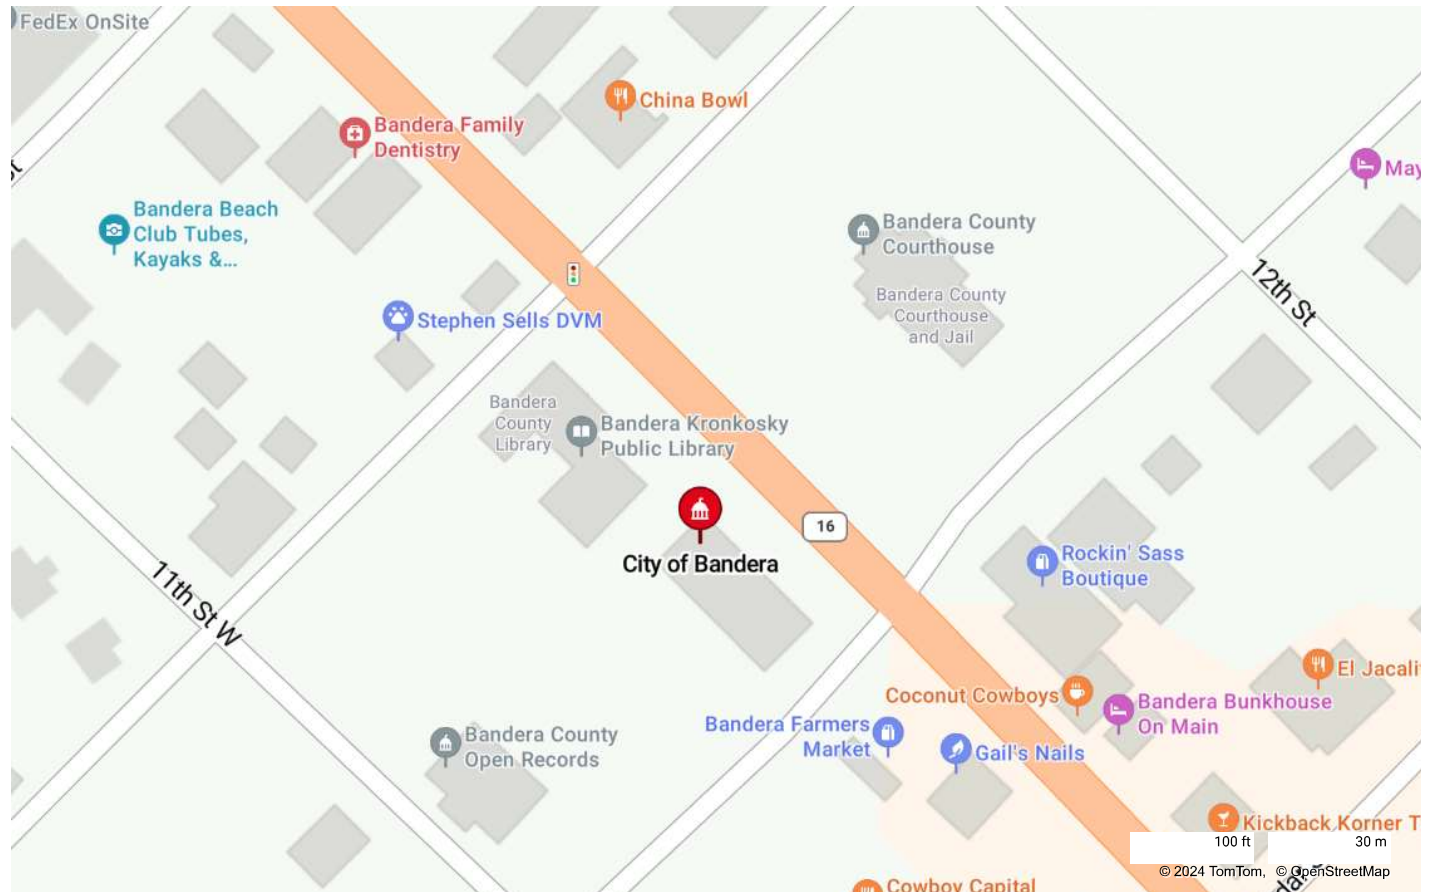 FedEx OnSite
China Bowl
Bandera Family
Dentistry
St
May
Bandera Beach
Club Tubes,
Kayaks &...
Bandera County
Courthouse
Bandera County
Courthouse
and Jail
12th St
Stephen Sells DVM
Bandera
County
Library
Bandera Kronkosky
Public Library
16
City of Bandera
Rockin' Sass
Boutique
11th St W
El Jacali
Coconut Cowboys
Bandera Bunkhouse
On Main
Bandera Farmers
Market
Gail's Nails
Bandera County
Open Records
Kickback Korner T
100 ft
30 m
© 2024 TomTom, © OpenStreetMap
Cowboy Capital